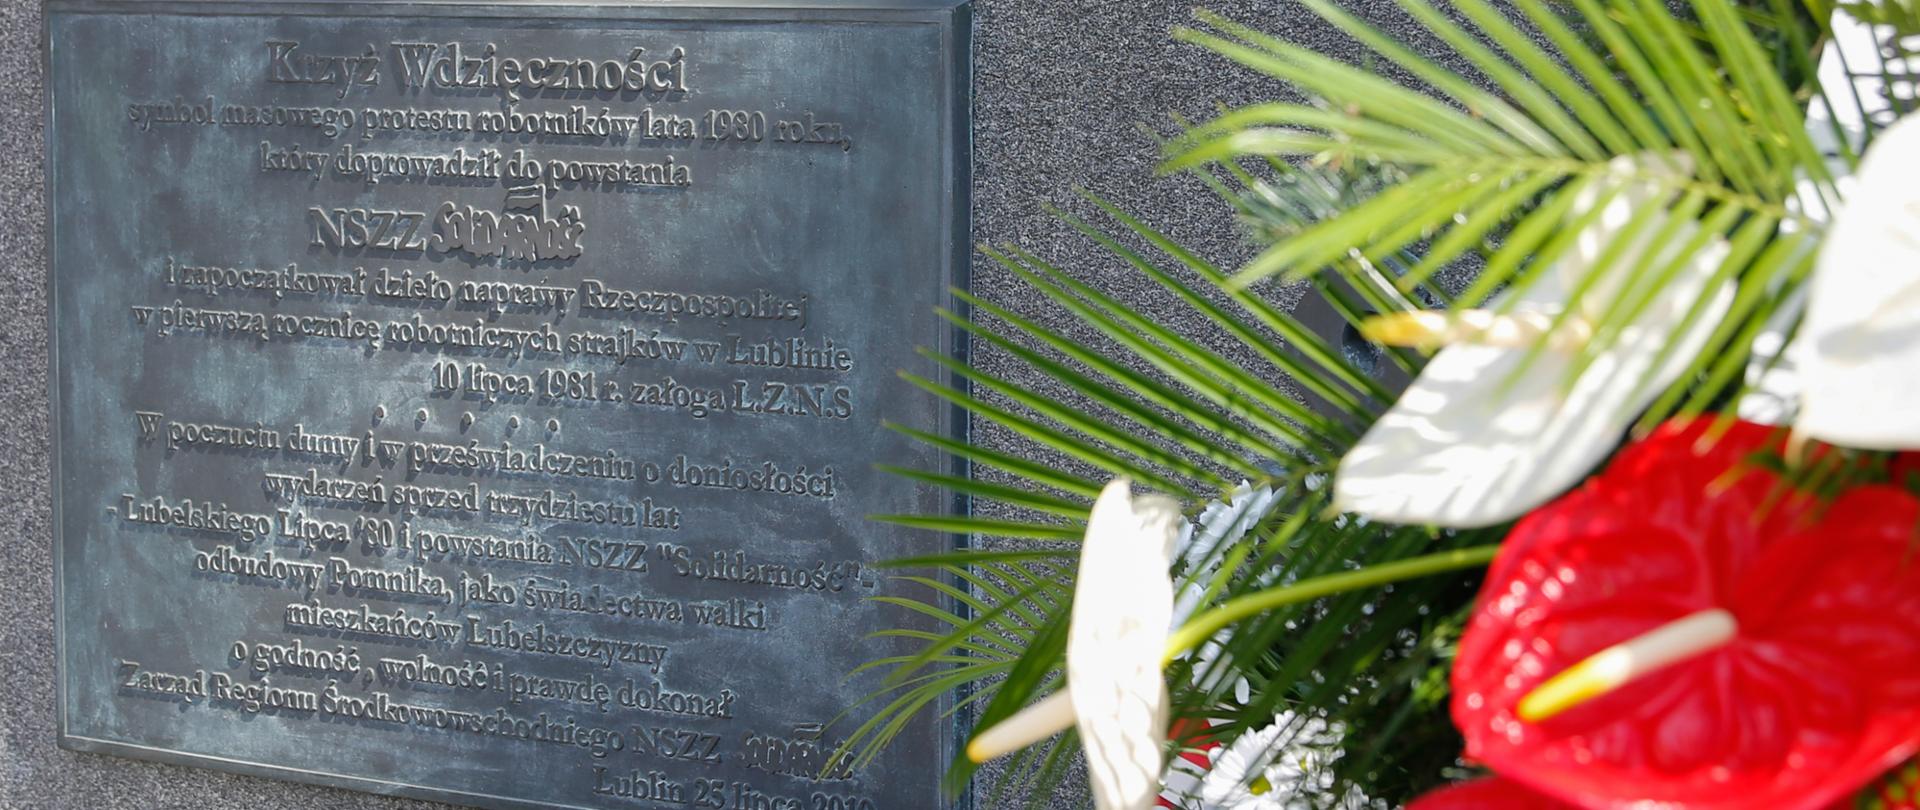 Krzyż Wdzięczności
symbol masowego protestu robotników lata 1980 roku,
który doprowadził do powstania
NSZZ Solidarność
i zapoczątkował dzieło naprawy Rzeczpospolitej
w pierwszą rocznicę robotniczych strajków w Lublinie
10 lipca 1981 r. załoga L.Z.N.S
. . . . .
W poczuciu dumy i w przeświadczeniu o doniosłości
wydarzeń sprzed trzydziestu lat
- Lubelskiego Lipca '80 i powstania NSZZ "Solidarność"-
odbudowy Pomnika, jako świadectwa walki
mieszkańców Lubelszczyzny
o godność, wolność i prawdę dokonał
Zarząd Regionu Środkowowschodniego NSZZ Solidarność
Lublin 25 lipca 2010